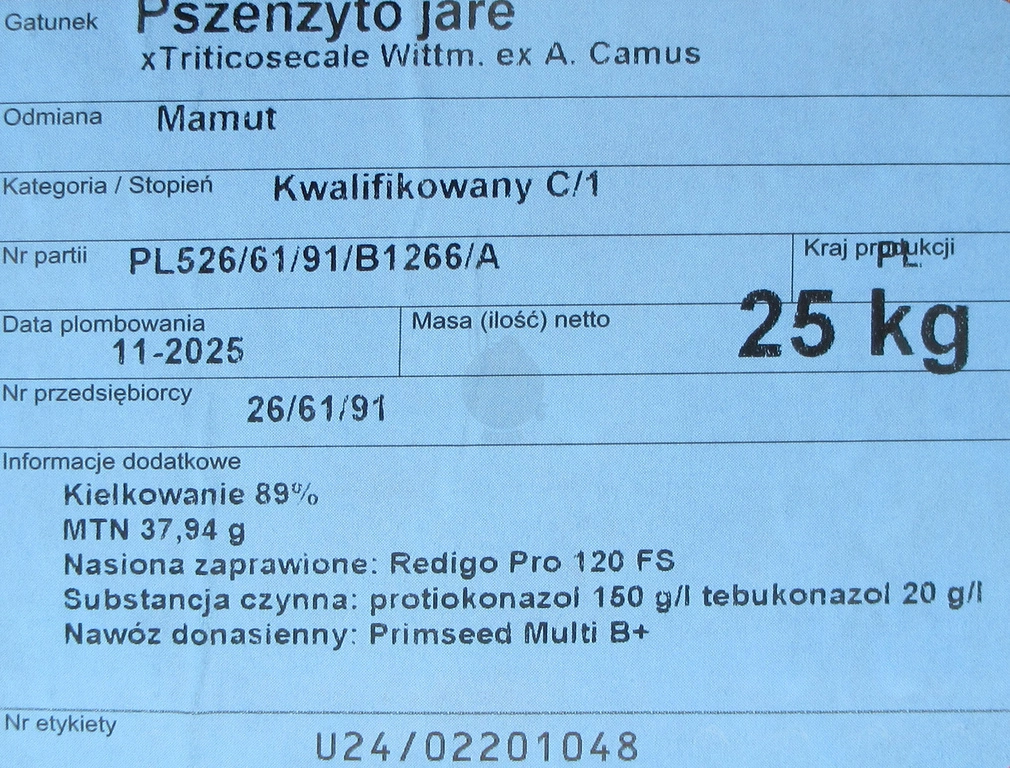 Gatunek Pszenżyto jare
xTriticosecale Wittm. ex A. Camus
Odmiana Mamut
Kategoria / Stopień Kwalifikowany C/1
Nr partii PL526/61/91/B1266/A Kraj produkcji PL
Data plombowania 11-2025 Masa (ilość) netto 25 kg
Nr przedsiębiorcy 26/61/91
Informacje dodatkowe
Kiełkowanie 89%
MTN 37,94 g
Nasiona zaprawione: Redigo Pro 120 FS
Substancja czynna: protiokonazol 150 g/l tebukonazol 20 g/l
Nawóz donasienny: Primseed Multi B+
Nr etykiety U24/02201048